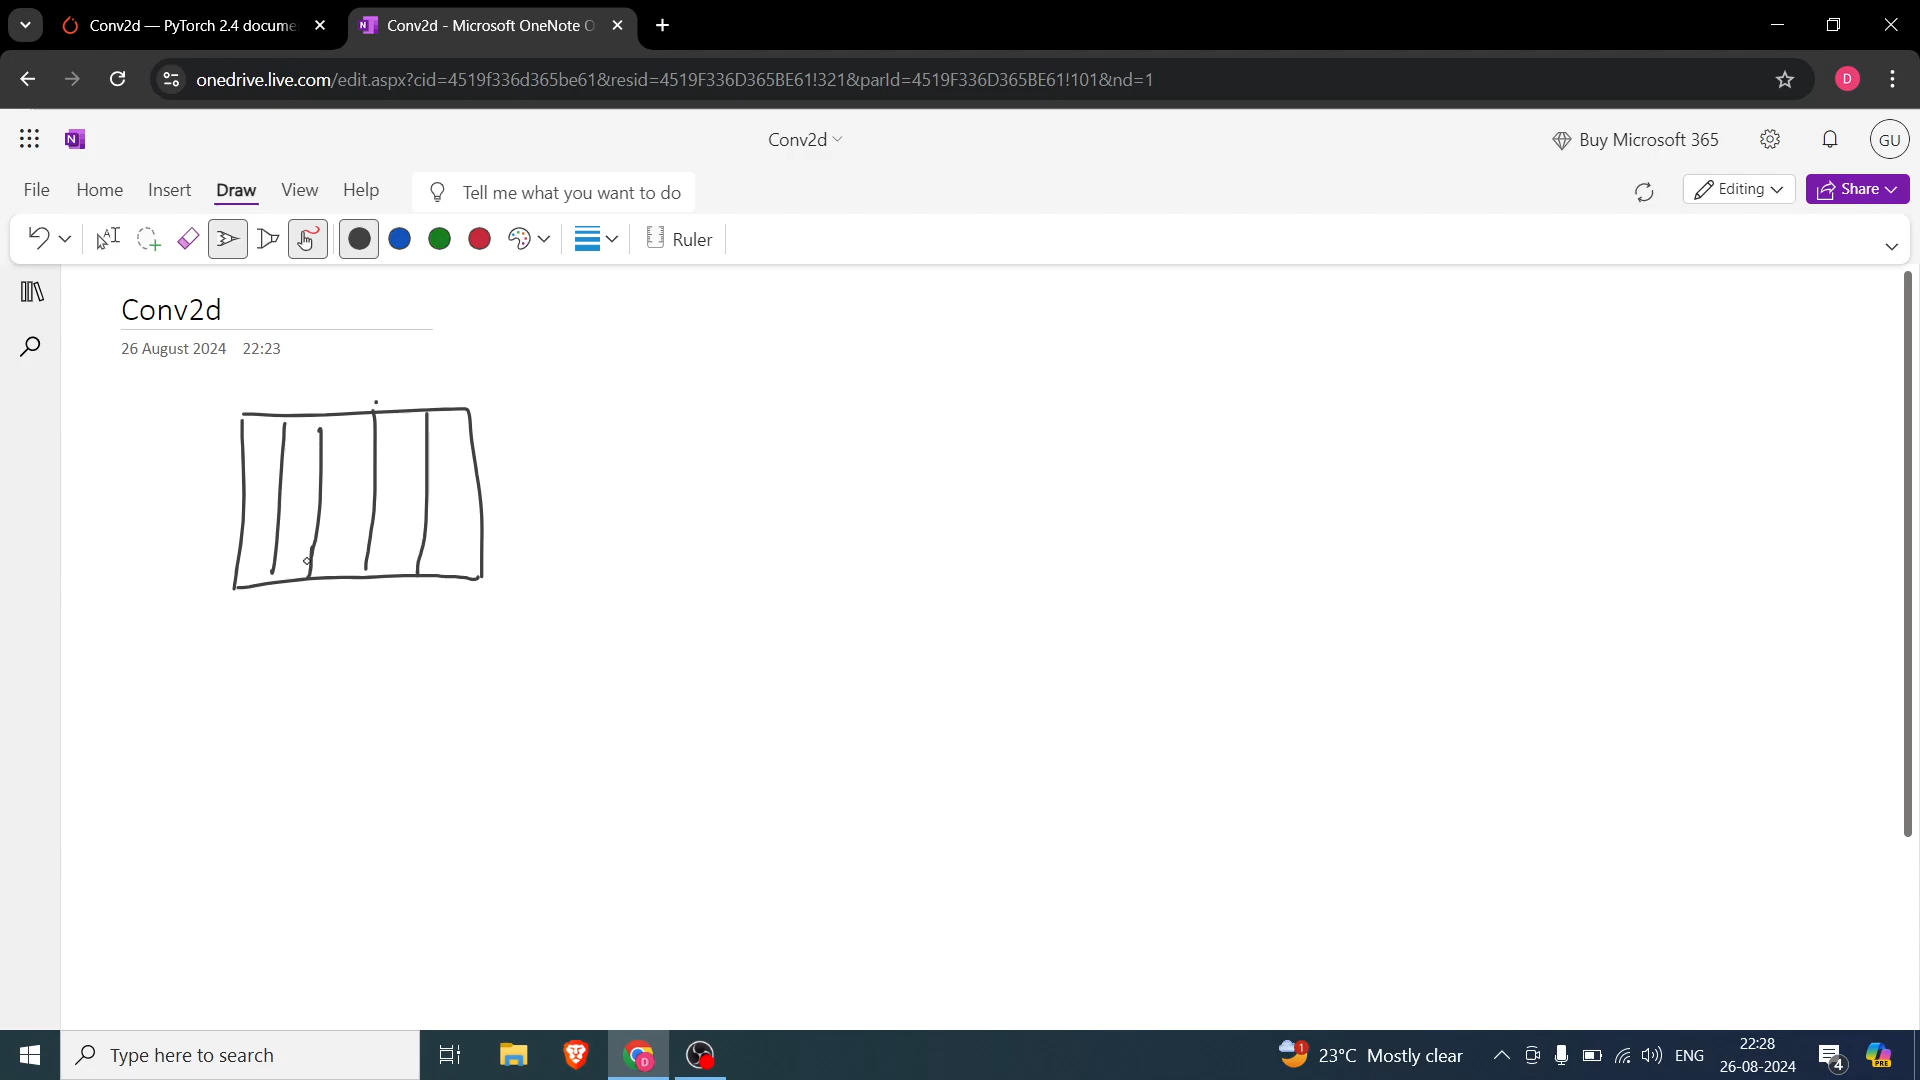 Conv2d — PyTorch 2.4 docume
Conv2d - Microsoft OneNote O
onedrive.live.com/edit.aspx?cid=4519f336d365be61&resid=4519F336D365BE61!321&parId=4519F336D365BE61!101&nd=1
D
N
Conv2d
Buy Microsoft 365
GU
File Home Insert Draw View Help
Tell me what you want to do
Editing
Share
Ruler
Conv2d
26 August 2024 22:23
Type here to search
D
1
23°C Mostly clear
ENG
22:28
26-08-2024
4
PRE